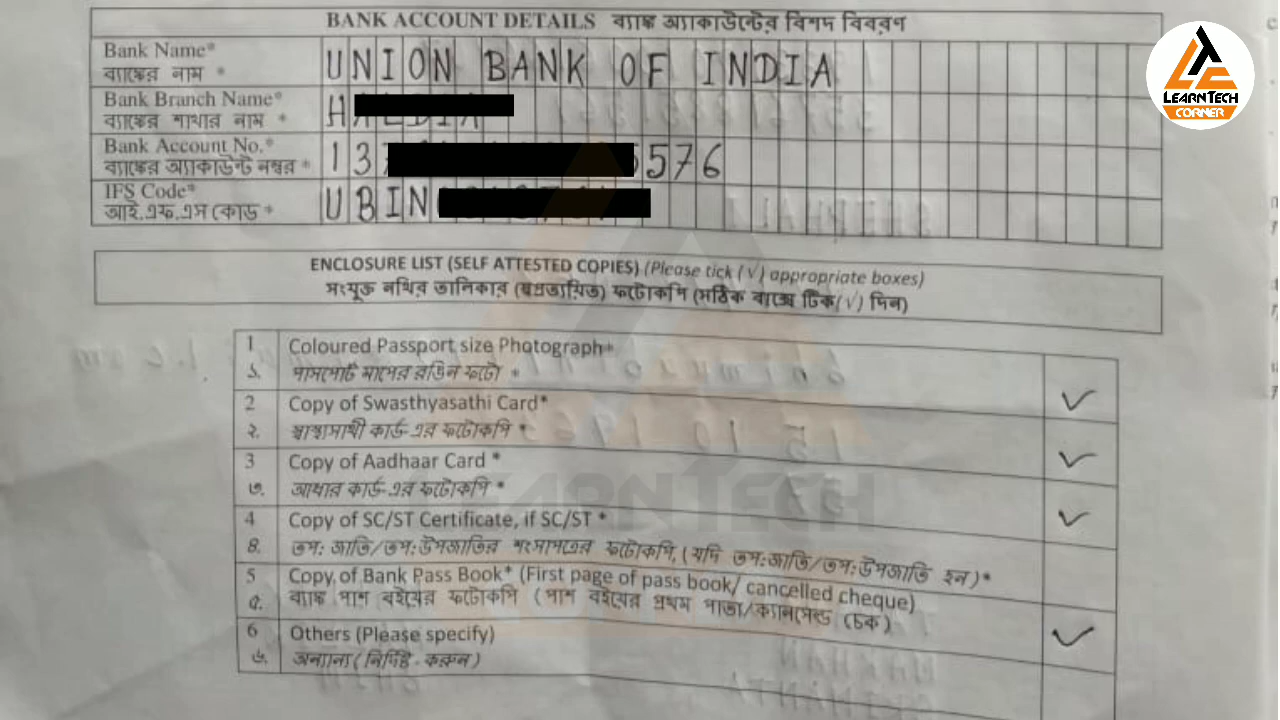 BANK ACCOUNT DETAILS ব্যাঙ্ক অ্যাকাউন্টের বিশদ বিবরণ
Bank Name* UNION BANK OF INDIA
ব্যাঙ্কের নাম *
Bank Branch Name* H
ব্যাঙ্কের শাখার নাম *
Bank Account No.* 13 576
ব্যাঙ্কের অ্যাকাউন্ট নম্বর *
IFS Code* UBIN
আই.এফ.এস কোড *
LEARNTECH
CORNER
ENCLOSURE LIST (SELF ATTESTED COPIES) (Please tick (√) appropriate boxes)
সংযুক্ত নথির তালিকার (স্বপ্রত্যয়িত) ফটোকপি (সঠিক বাক্সে টিক(√) দিন)
1 Coloured Passport size Photograph*
১. পাসপোর্ট মাপের রঙিন ফটো *
2 Copy of Swasthyasathi Card* ✓
২. স্বাস্থ্যসাথী কার্ড-এর ফটোকপি *
3 Copy of Aadhaar Card * ✓
৩. আধার কার্ড-এর ফটোকপি *
4 Copy of SC/ST Certificate, if SC/ST * ✓
৪. তপ: জাতি/তপ:উপজাতির শংসাপত্রের ফটোকপি, (যদি তপ:জাতি/তপ:উপজাতি হন )*
5 Copy of Bank Pass Book* (First page of pass book/ cancelled cheque)
৫. ব্যাঙ্ক পাশ বইয়ের ফটোকপি ( পাশ বইয়ের প্রথম পাতা/ক্যানসেল্ড চেক )
6 Others (Please specify) ✓
৬. অন্যান্য ( নির্দিষ্ট করুন )
LEARNTECH